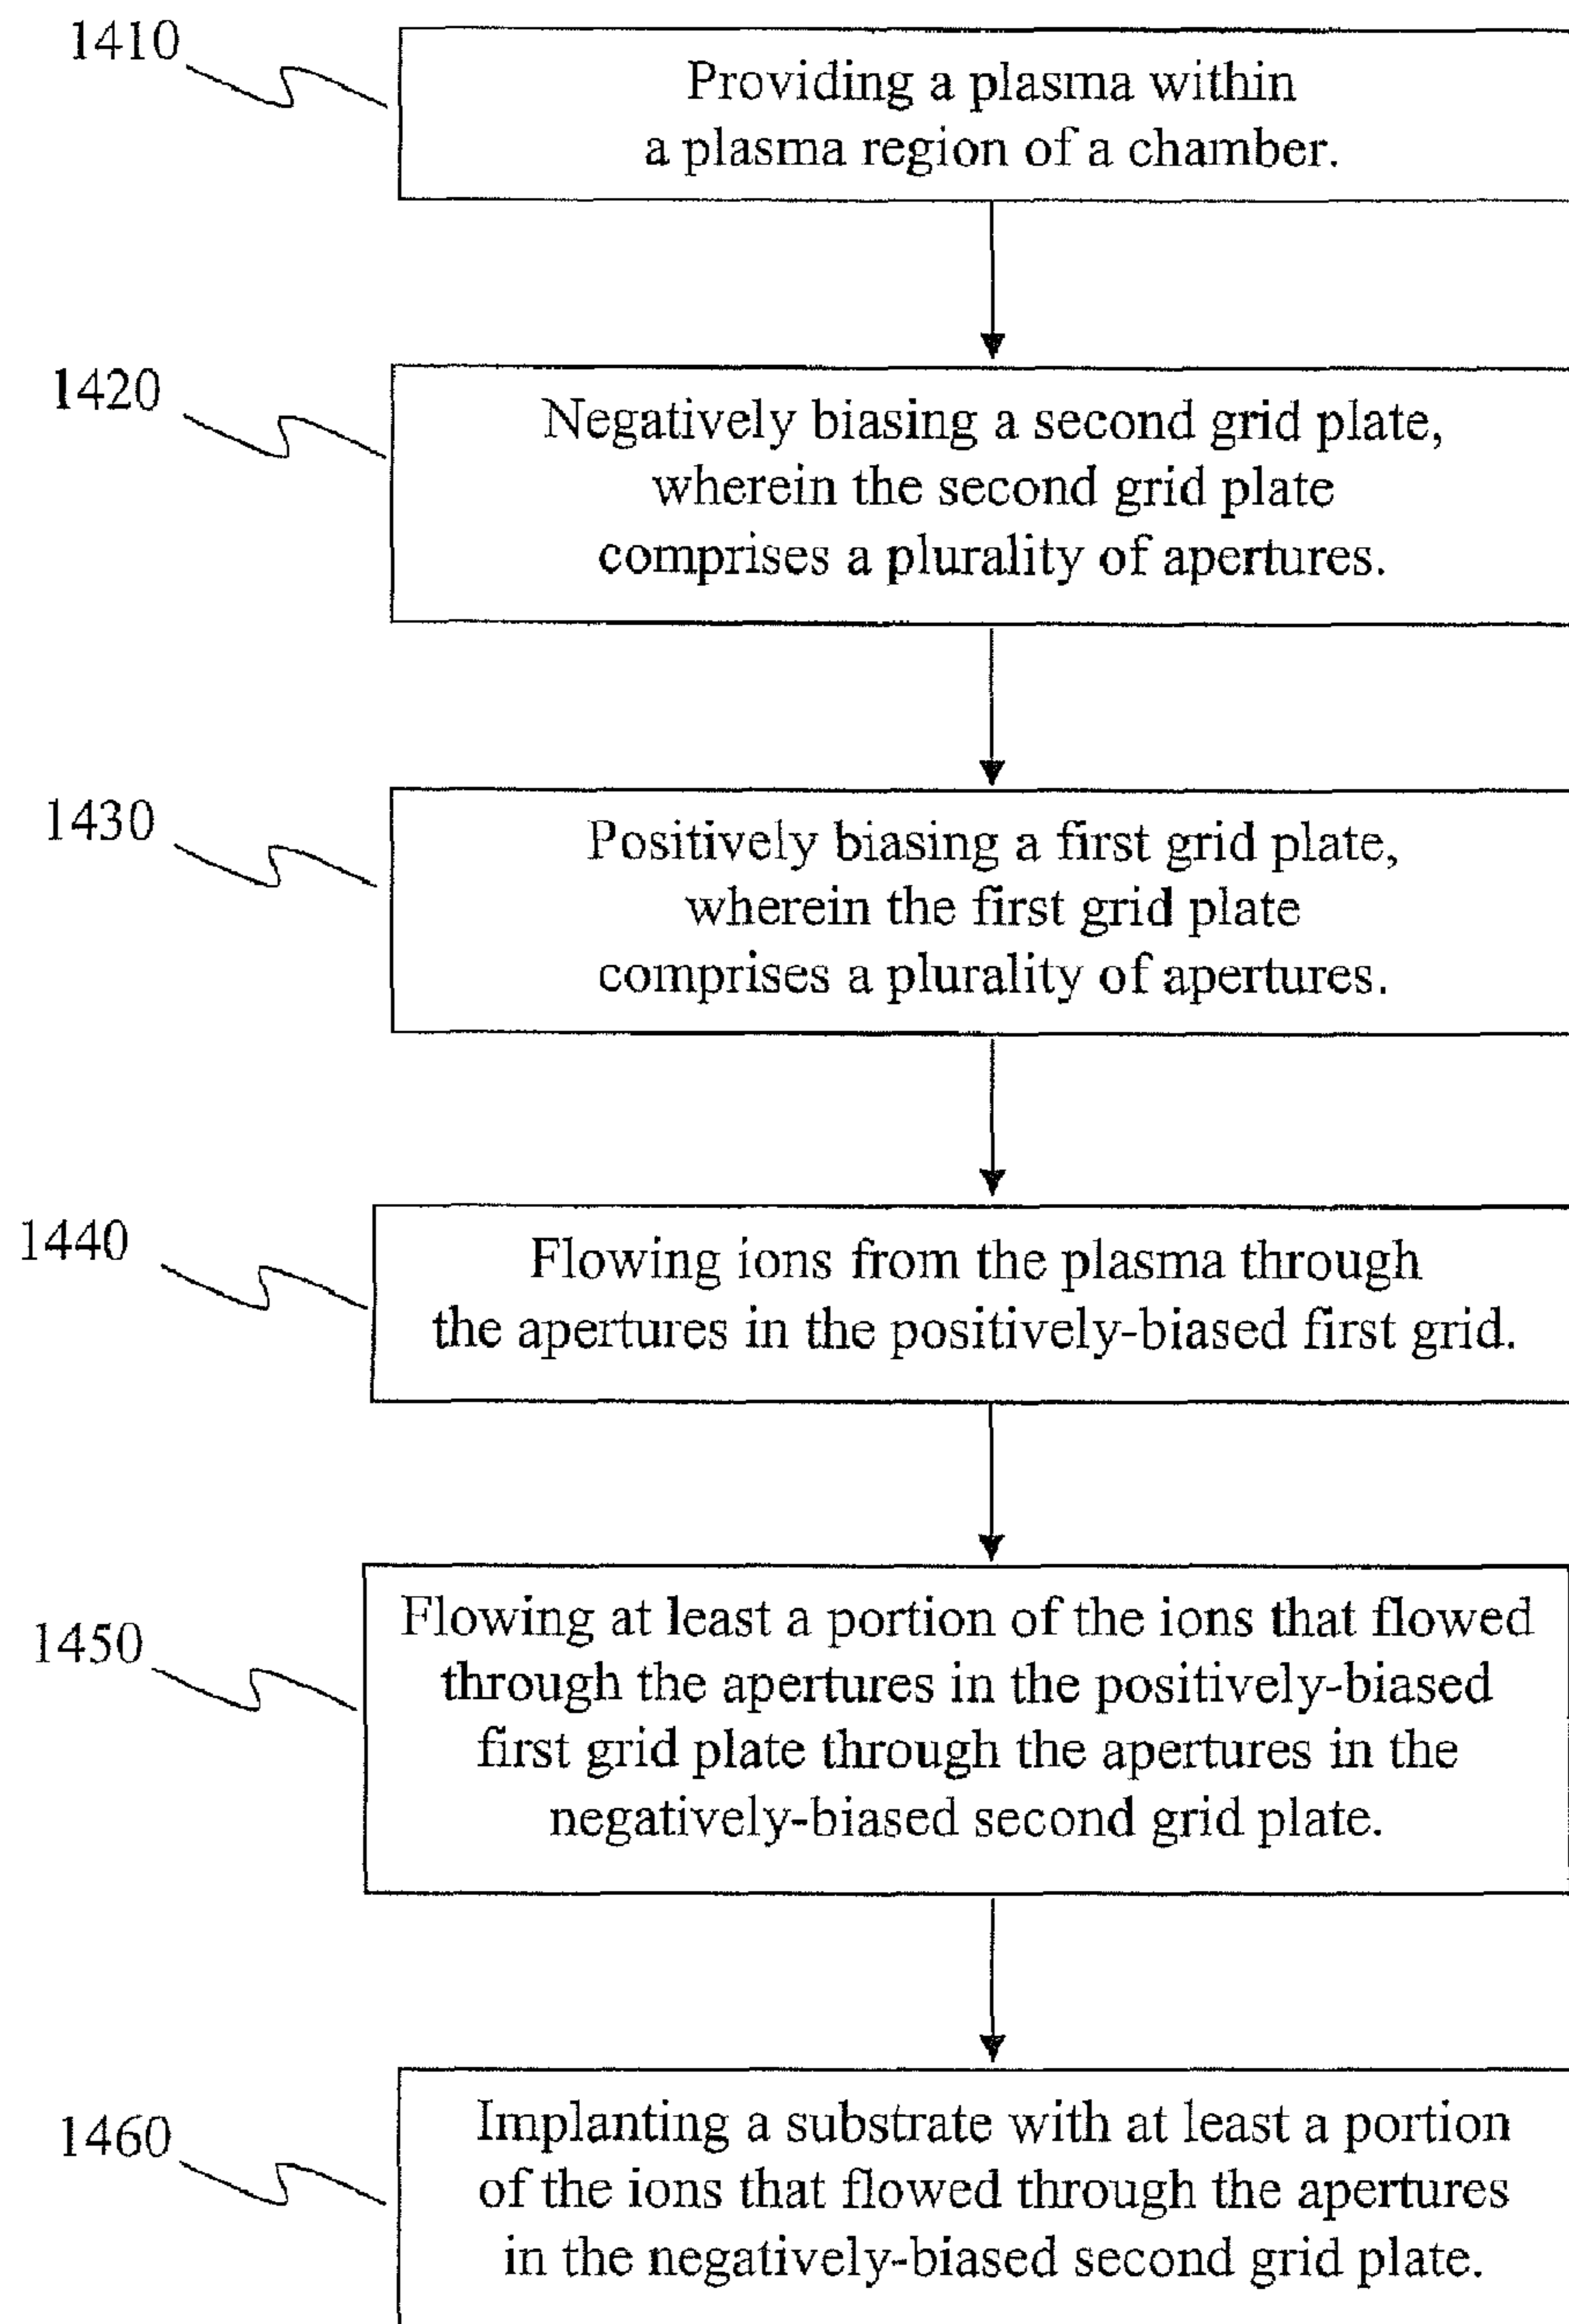 1410
Providing a plasma within
a plasma region of a chamber.
1420
Negatively biasing a second grid plate,
wherein the second grid plate
comprises a plurality of apertures.
1430
Positively biasing a first grid plate,
wherein the first grid plate
comprises a plurality of apertures.
1440
Flowing ions from the plasma through
the apertures in the positively-biased first grid.
1450
Flowing at least a portion of the ions that flowed
through the apertures in the positively-biased
first grid plate through the apertures in the
negatively-biased second grid plate.
1460
Implanting a substrate with at least a portion
of the ions that flowed through the apertures
in the negatively-biased second grid plate.